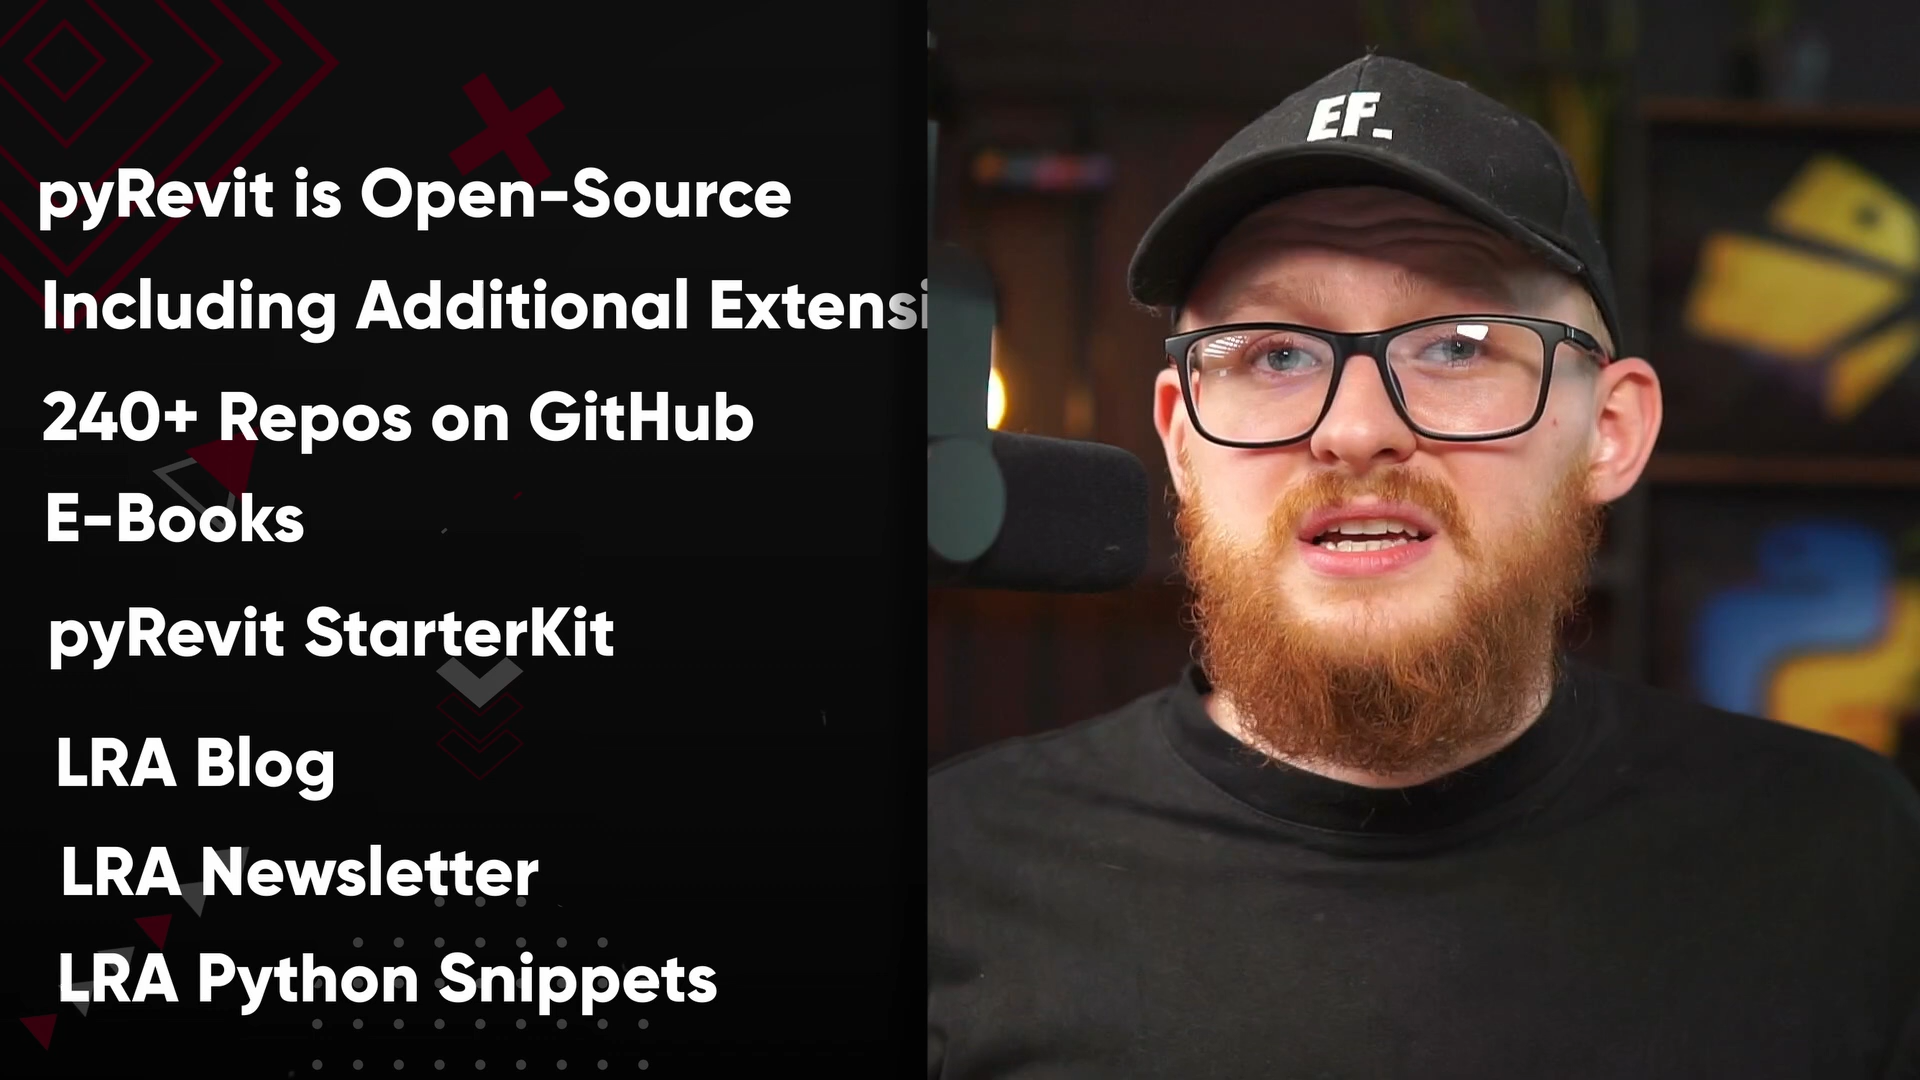 pyRevit is Open-Source
Including Additional Extensi
240+ Repos on GitHub
E-Books
pyRevit StarterKit
LRA Blog
LRA Newsletter
LRA Python Snippets
EF_